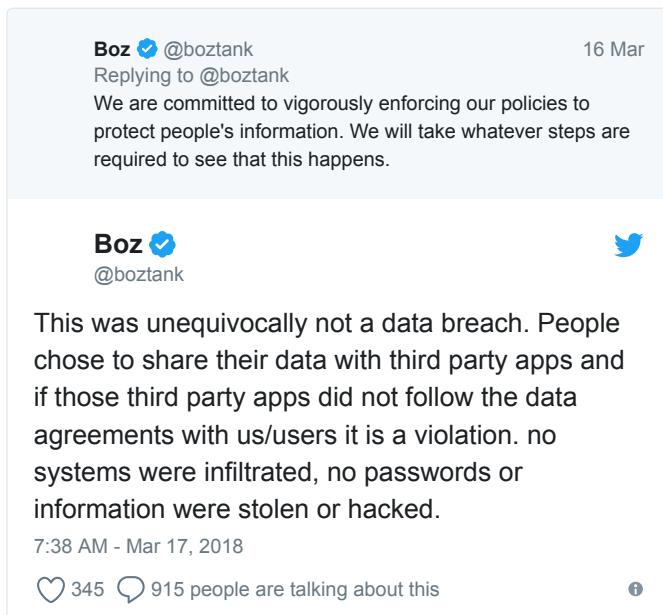 Boz @boztank 16 Mar
Replying to @boztank
We are committed to vigorously enforcing our policies to
protect people's information. We will take whatever steps are
required to see that this happens.
Boz
@boztank
This was unequivocally not a data breach. People
chose to share their data with third party apps and
if those third party apps did not follow the data
agreements with us/users it is a violation. no
systems were infiltrated, no passwords or
information were stolen or hacked.
7:38 AM - Mar 17, 2018
345 915 people are talking about this